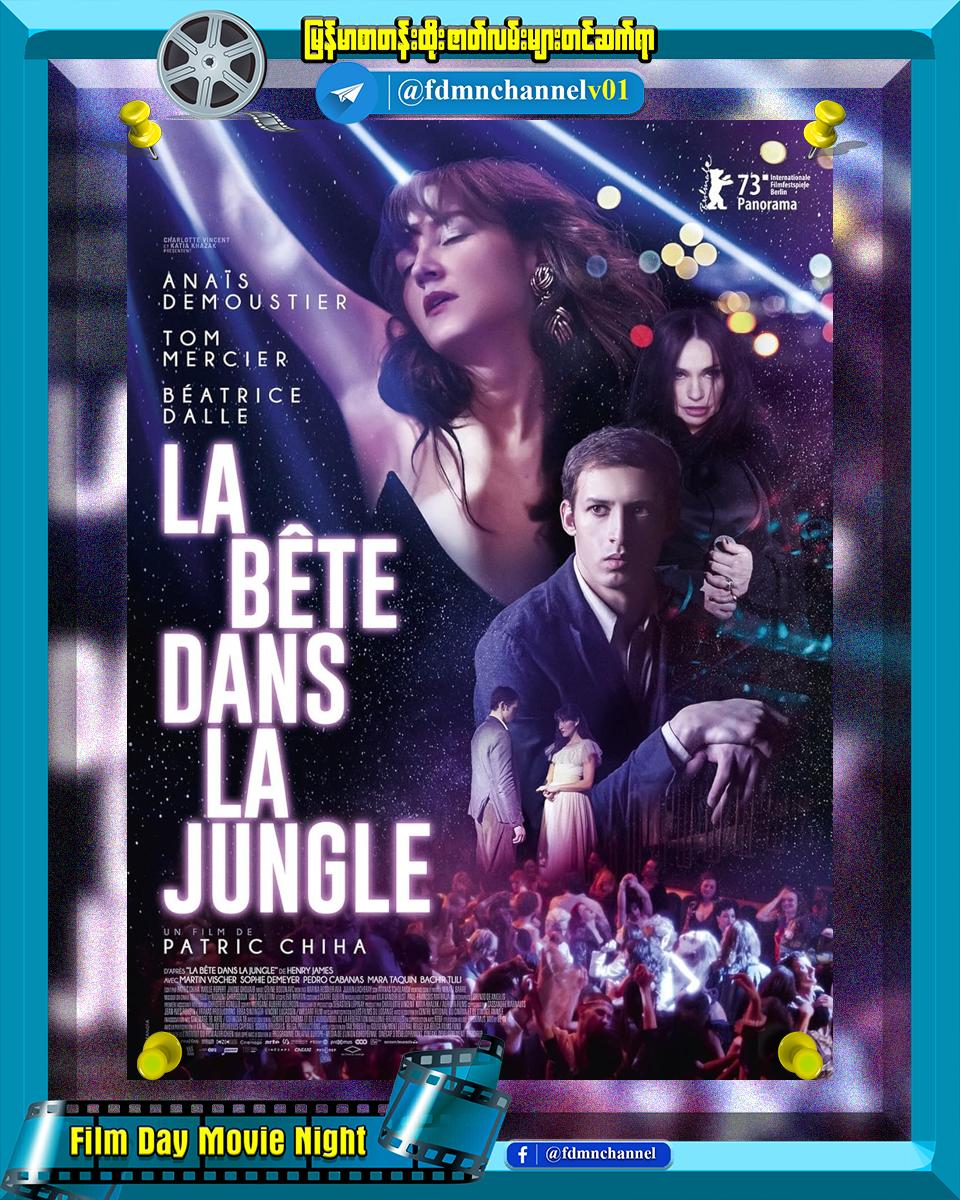 မြန်မာစာတန်းထိုးဇာတ်လမ်းများတင်ဆက်ရာ
@fdmnchannelv01
73
Internationale
Filmfestspiele
Berlin
Panorama
CHARLOTTE VINCENT
ET KATIA KHAZAK
PRÉSENTENT
ANAÏS
DEMOUSTIER
TOM
MERCIER
BÉATRICE
DALLE
LA
BÊTE
DANS
LA
JUNGLE
UN FILM DE
PATRIC CHIHA
D'APRÈS "LA BÊTE DANS LA JUNGLE" DE HENRY JAMES
AVEC MARTIN VISCHER SOPHIE DEMEYER PEDRO CABANAS MARA TAQUIN BACHIR TLILI
Film Day Movie Night
@fdmnchannel